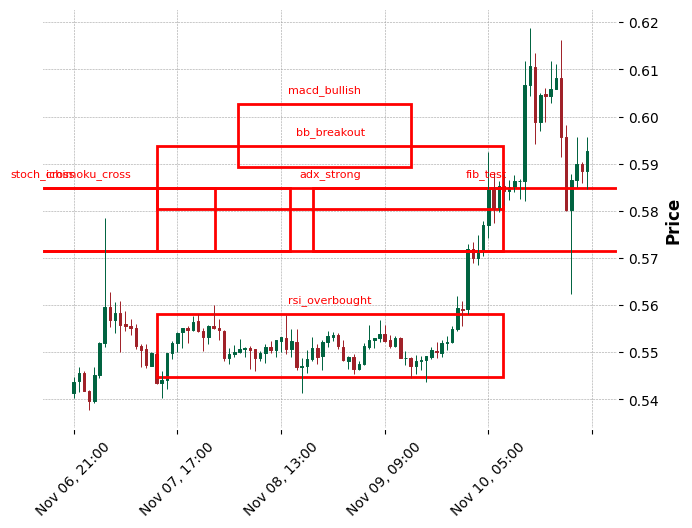 0.62
0.61
macd_bullish
0.60
bb_breakout
0.59
stoch_cross
ichimoku_cross
adx_strong
fib_test
0.58
Price
0.57
0.56
rsi_overbought
0.55
0.54
Nov 06, 21:00
Nov 07, 17:00
Nov 08, 13:00
Nov 09, 09:00
Nov 10, 05:00